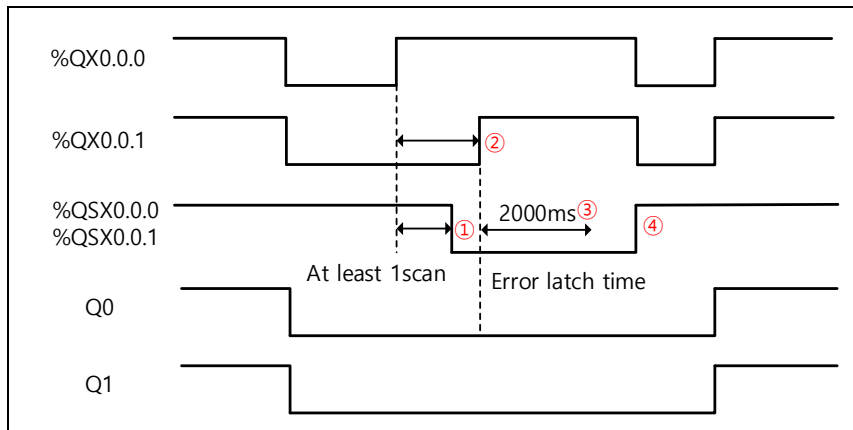 %QX0.0.0
%QX0.0.1
②
%QSX0.0.0
%QSX0.0.1
①
2000ms③
④
At least 1scan
Error latch time
Q0
Q1